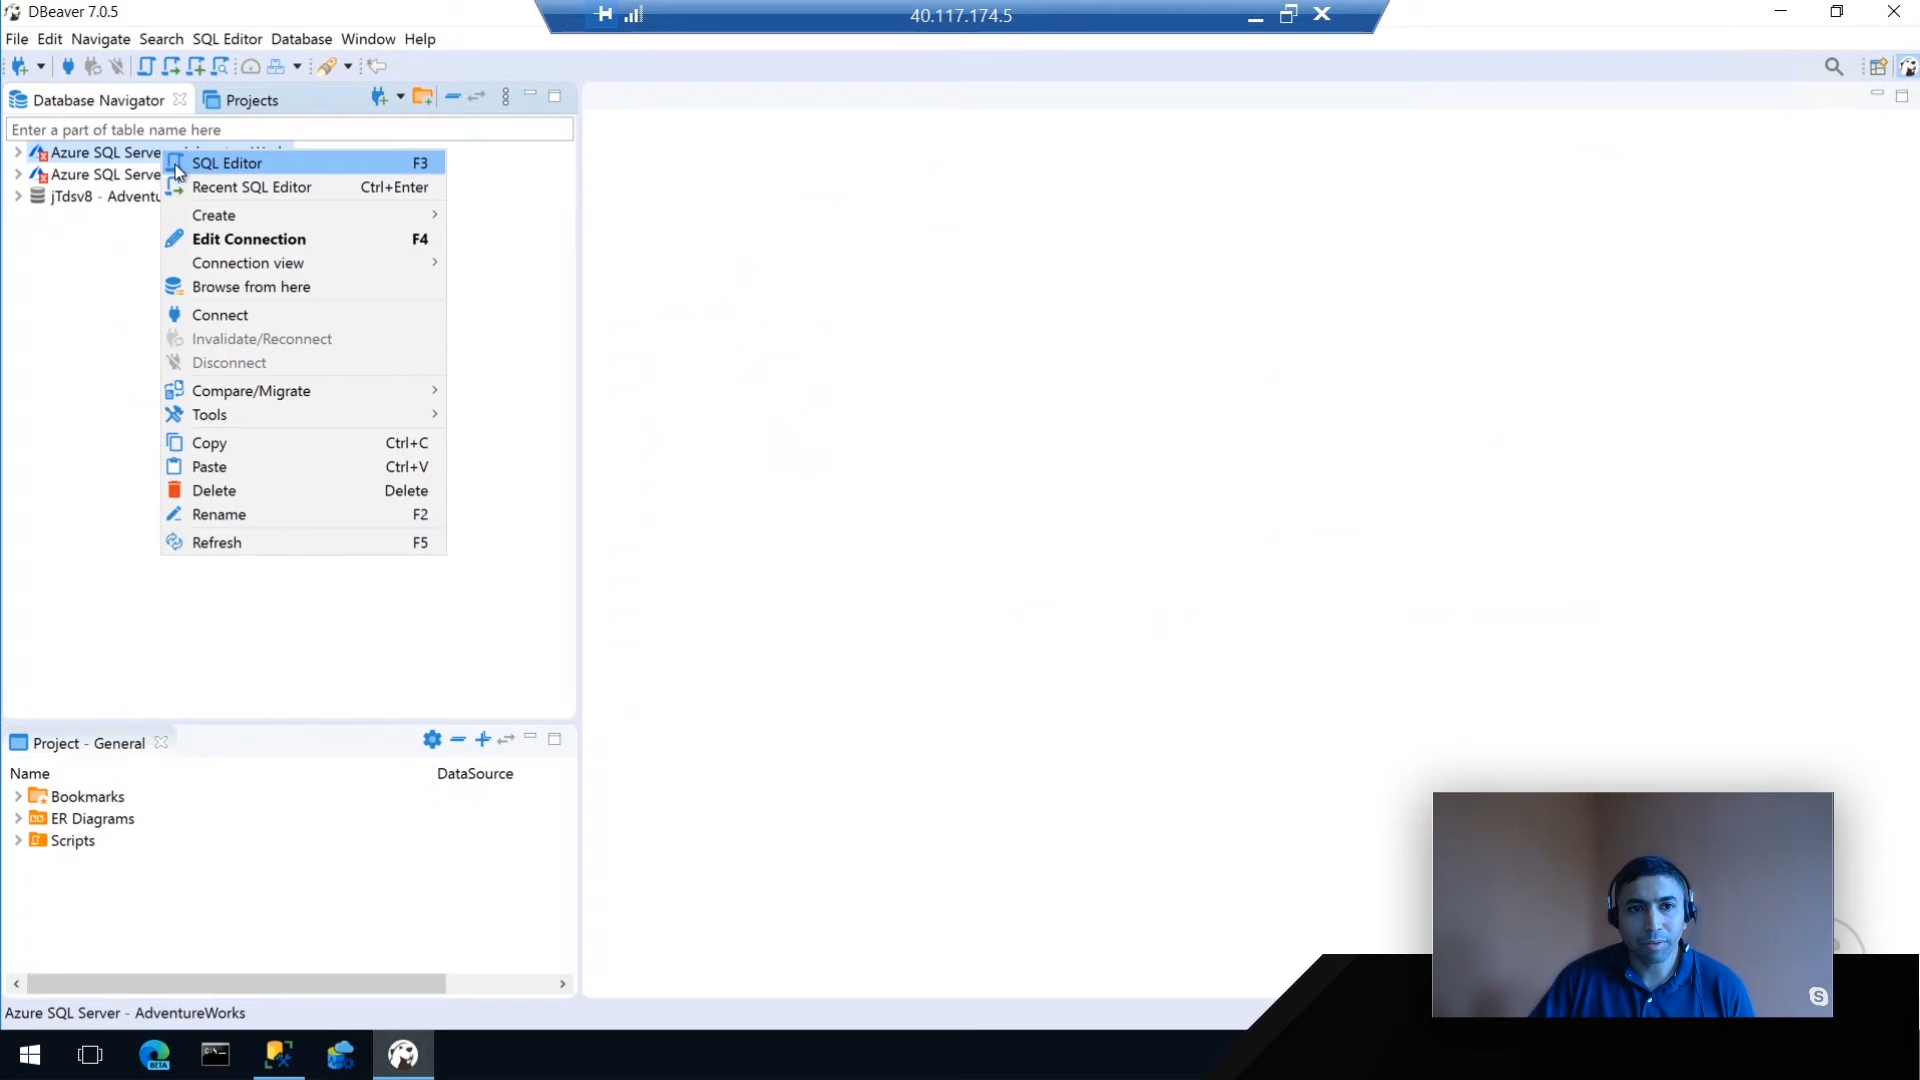 DBeaver 7.0.5
40.117.174.5
File Edit Navigate Search SQL Editor Database Window Help
Database Navigator Projects
Enter a part of table name here
Azure SQL Serve
Azure SQL Serve
jTdsv8 - Adventu
SQL Editor F3
Recent SQL Editor Ctrl+Enter
Create
Edit Connection F4
Connection view
Browse from here
Connect
Invalidate/Reconnect
Disconnect
Compare/Migrate
Tools
Copy Ctrl+C
Paste Ctrl+V
Delete Delete
Rename F2
Refresh F5
Project - General
Name DataSource
Bookmarks
ER Diagrams
Scripts
Azure SQL Server - AdventureWorks
BETA
S